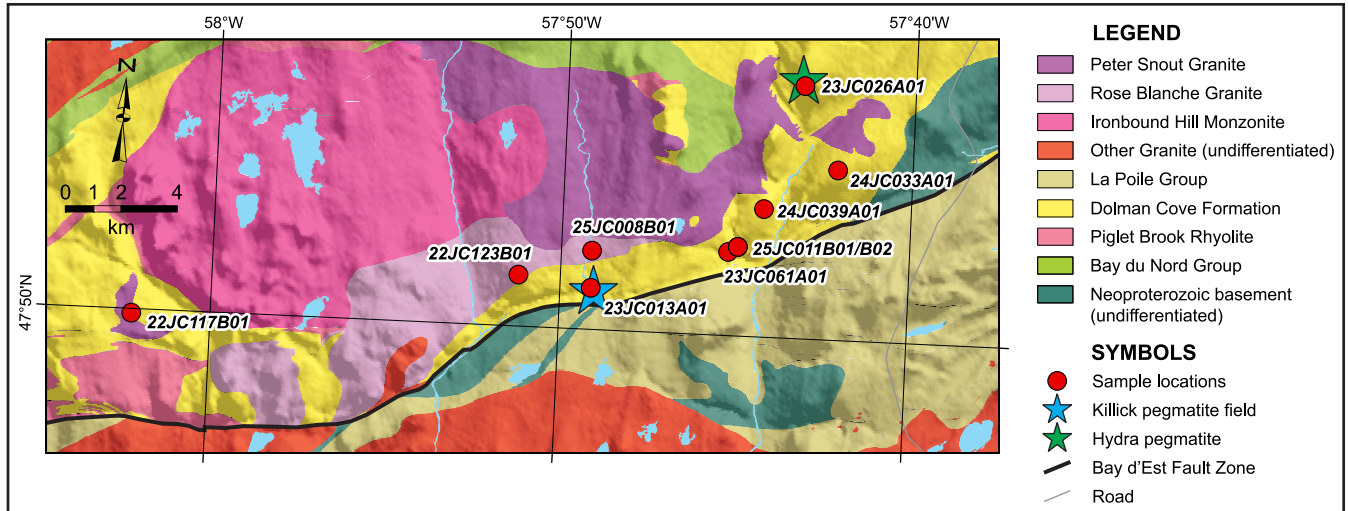 58°W
57°50'W
57°40'W
N
0 1 2 4
km
47°50'N
23JC026A01
24JC033A01
24JC039A01
25JC008B01
25JC011B01/B02
22JC123B01
23JC061A01
23JC013A01
22JC117B01
LEGEND
Peter Snout Granite
Rose Blanche Granite
Ironbound Hill Monzonite
Other Granite (undifferentiated)
La Poile Group
Dolman Cove Formation
Piglet Brook Rhyolite
Bay du Nord Group
Neoproterozoic basement
(undifferentiated)
SYMBOLS
Sample locations
Killick pegmatite field
Hydra pegmatite
Bay d'Est Fault Zone
Road